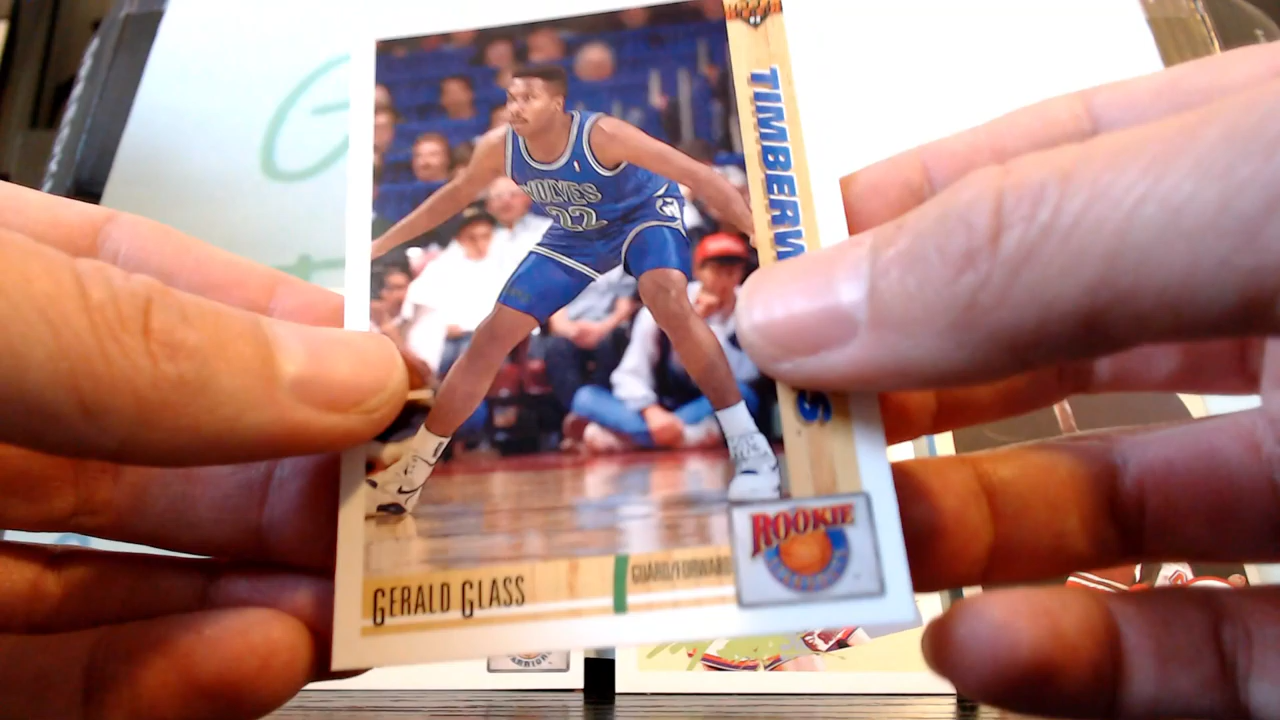 TIMBERW
S
WOLVES
22
ROOKIE
GERALD GLASS
GUARD/FORWARD
G